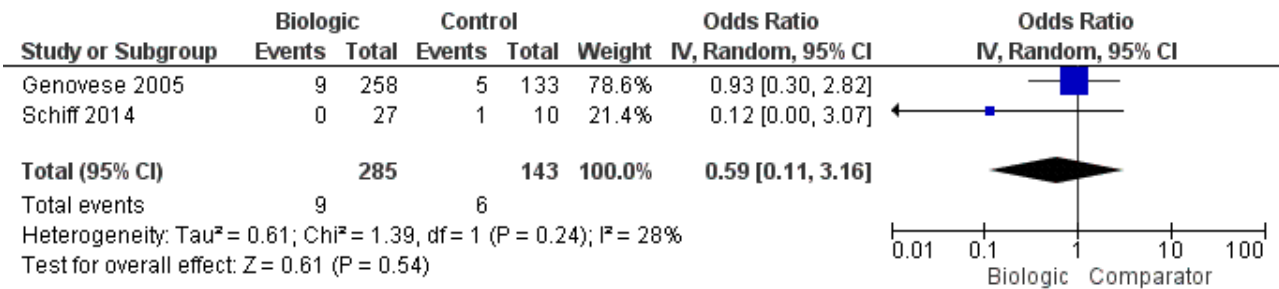 Biologic Control Odds Ratio Odds Ratio
Study or Subgroup Events Total Events Total Weight IV, Random, 95% CI IV, Random, 95% CI
Genovese 2005 9 258 5 133 78.6% 0.93 [0.30, 2.82]
Schiff 2014 0 27 1 10 21.4% 0.12 [0.00, 3.07]
Total (95% CI) 285 143 100.0% 0.59 [0.11, 3.16]
Total events 9 6
Heterogeneity: Tau² = 0.61; Chi² = 1.39, df = 1 (P = 0.24); I² = 28%
Test for overall effect: Z = 0.61 (P = 0.54)
0.01 0.1 1 10 100
Biologic Comparator